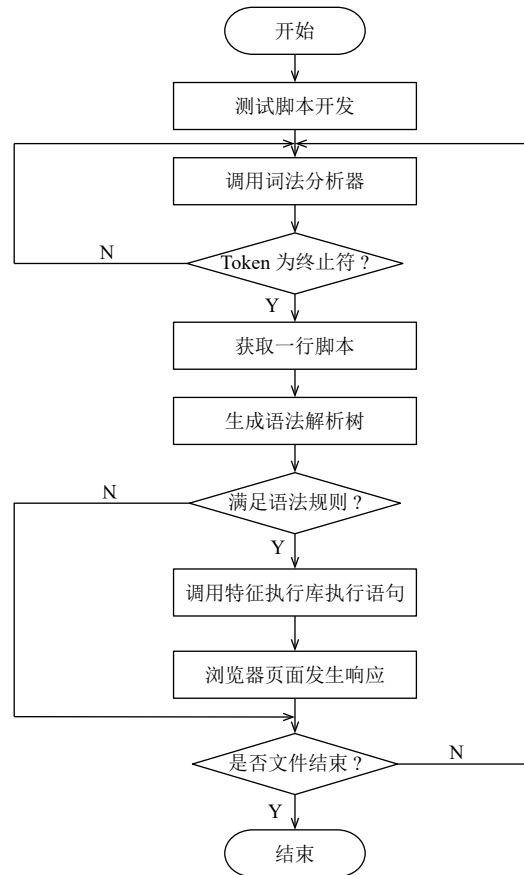 开始
测试脚本开发
调用词法分析器
N
Token 为终止符？
Y
获取一行脚本
生成语法解析树
N
满足语法规则？
Y
调用特征执行库执行语句
浏览器页面发生响应
是否文件结束？
N
Y
结束